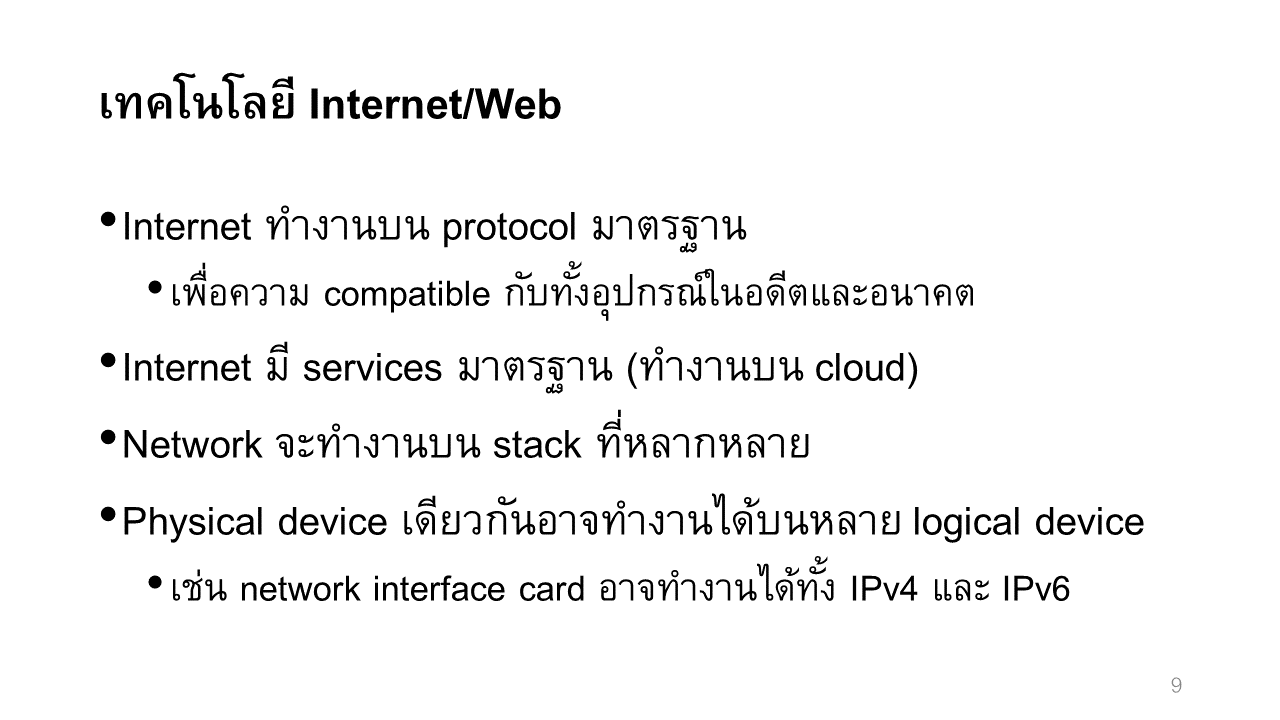 เทคโนโลยี Internet/Web
•Internet ทำงานบน protocol มาตรฐาน
•เพื่อความ compatible กับทั้งอุปกรณ์ในอดีตและอนาคต
•Internet มี services มาตรฐาน (ทำงานบน cloud)
•Network จะทำงานบน stack ที่หลากหลาย
•Physical device เดียวกันอาจทำงานได้บนหลาย logical device
•เช่น network interface card อาจทำงานได้ทั้ง IPv4 และ IPv6
9